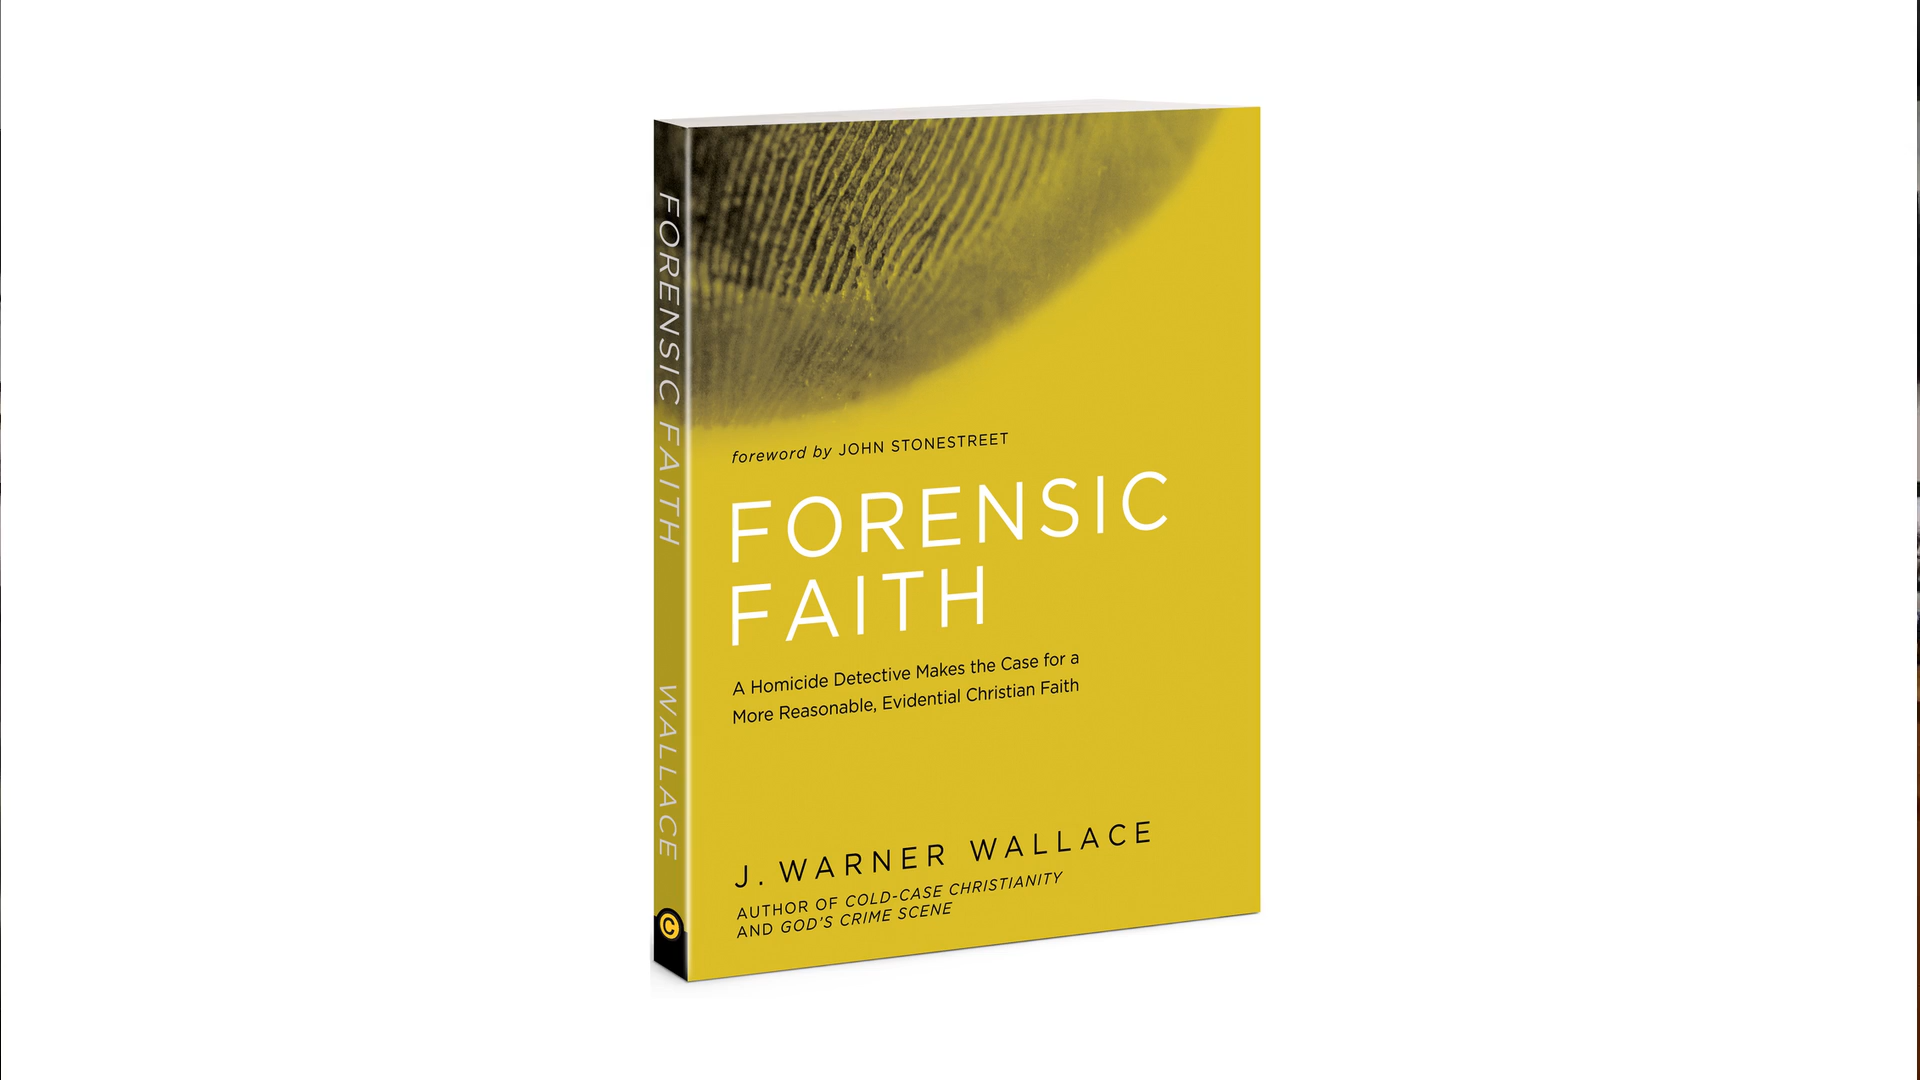 FORENSIC FAITH
WALLACE
C
foreword by JOHN STONESTREET
FORENSIC
FAITH
A Homicide Detective Makes the Case for a
More Reasonable, Evidential Christian Faith
J. WARNER WALLACE
AUTHOR OF COLD-CASE CHRISTIANITY
AND GOD'S CRIME SCENE